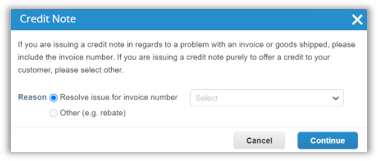 Credit Note
If you are issuing a credit note in regards to a problem with an invoice or goods shipped, please
include the invoice number. If you are issuing a credit note purely to offer a credit to your
customer, please select other.
Reason Resolve issue for invoice number Select
Other (e.g. rebate)
Cancel Continue